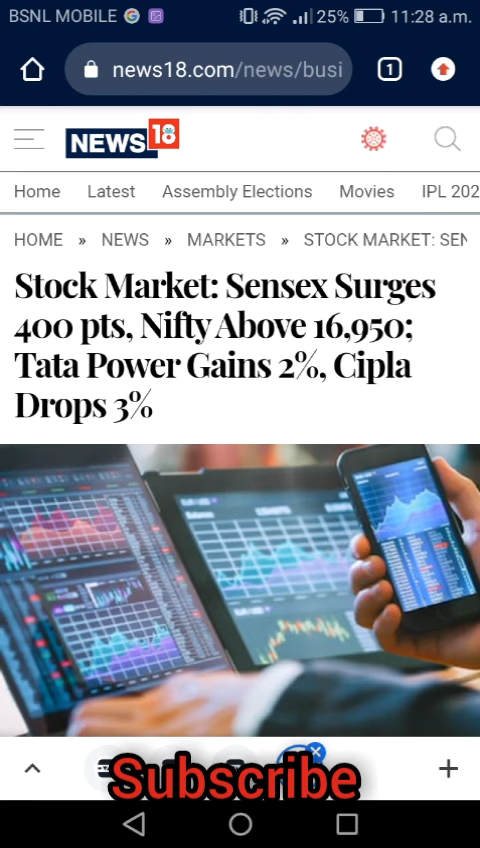 BSNL MOBILE G 25% 11:28 a.m.
news18.com/news/busi 1
NEWS18
Home Latest Assembly Elections Movies IPL 202
HOME » NEWS » MARKETS » STOCK MARKET: SEN
Stock Market: Sensex Surges
400 pts, Nifty Above 16,950;
Tata Power Gains 2%, Cipla
Drops 3%
Subscribe